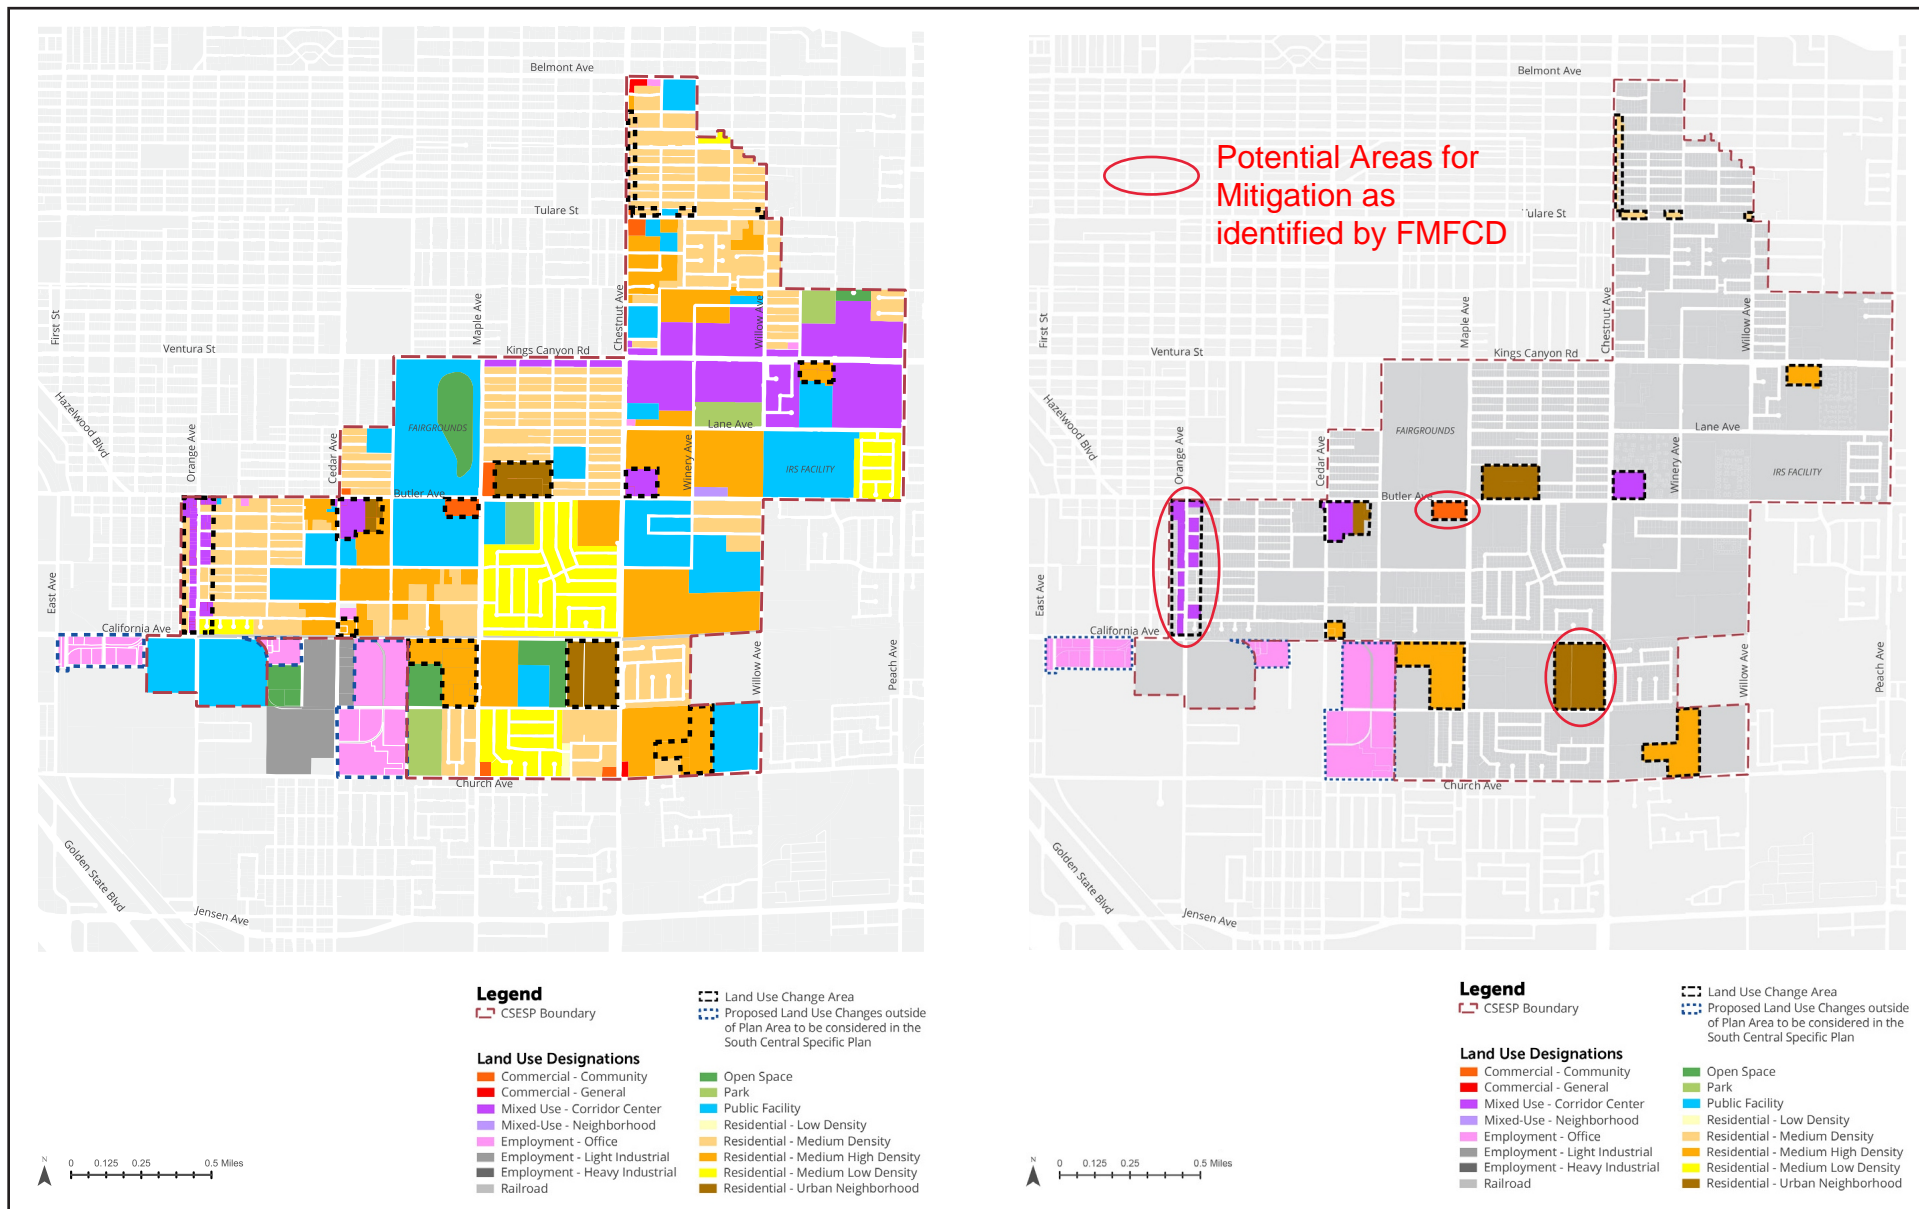 Belmont Ave
Tulare St
First St
Ventura St
Maple Ave
Chestnut Ave
Willow Ave
Kings Canyon Rd
Hazelwood Blvd
Orange Ave
Cedar Ave
FAIRGROUNDS
Lane Ave
Winery Ave
IRS FACILITY
Butler Ave
East Ave
California Ave
Willow Ave
Peach Ave
Church Ave
Golden State Blvd
Jensen Ave
Legend
CSESP Boundary
Land Use Change Area
Proposed Land Use Changes outside
of Plan Area to be considered in the
South Central Specific Plan
Land Use Designations
Commercial - Community
Commercial - General
Mixed Use - Corridor Center
Mixed-Use - Neighborhood
Employment - Office
Employment - Light Industrial
Employment - Heavy Industrial
Railroad
Open Space
Park
Public Facility
Residential - Low Density
Residential - Medium Density
Residential - Medium High Density
Residential - Medium Low Density
Residential - Urban Neighborhood
N
0 0.125 0.25 0.5 Miles
Potential Areas for
Mitigation as
identified by FMFCD
Belmont Ave
ulare St
First St
Ventura St
Maple Ave
Chestnut Ave
Willow Ave
Kings Canyon Rd
Hazelwood Blvd
Orange Ave
Cedar Ave
FAIRGROUNDS
Lane Ave
Winery Ave
IRS FACILITY
Butler Ave
East Ave
California Ave
Willow Ave
Peach Ave
Church Ave
Golden State Blvd
Jensen Ave
Legend
CSESP Boundary
Land Use Change Area
Proposed Land Use Changes outside
of Plan Area to be considered in the
South Central Specific Plan
Land Use Designations
Commercial - Community
Commercial - General
Mixed Use - Corridor Center
Mixed-Use - Neighborhood
Employment - Office
Employment - Light Industrial
Employment - Heavy Industrial
Railroad
Open Space
Park
Public Facility
Residential - Low Density
Residential - Medium Density
Residential - Medium High Density
Residential - Medium Low Density
Residential - Urban Neighborhood
N
0 0.125 0.25 0.5 Miles